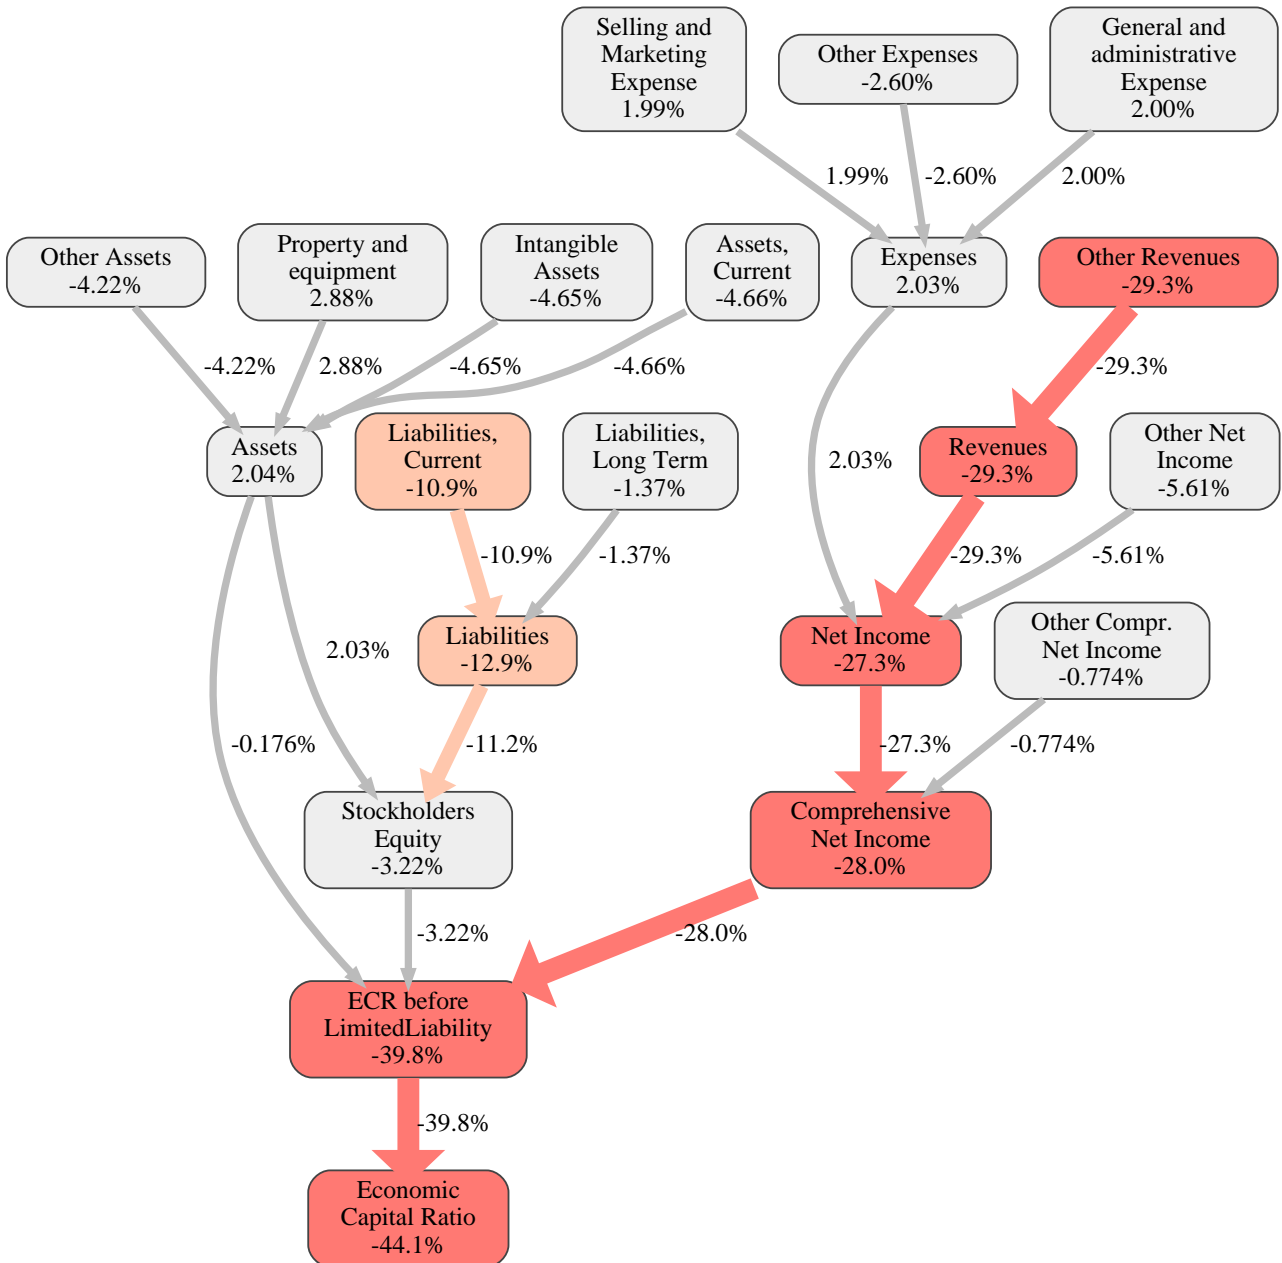 Selling and
Marketing
Expense
1.99%
Other Expenses
-2.60%
General and
administrative
Expense
2.00%
1.99%
-2.60%
2.00%
Other Assets
-4.22%
Property and
equipment
2.88%
Intangible
Assets
-4.65%
Assets,
Current
-4.66%
Expenses
2.03%
Other Revenues
-29.3%
-4.22%
2.88%
-4.65%
-4.66%
-29.3%
Assets
2.04%
Liabilities,
Current
-10.9%
Liabilities,
Long Term
-1.37%
2.03%
Revenues
-29.3%
Other Net
Income
-5.61%
-10.9%
-1.37%
-29.3%
-5.61%
2.03%
Liabilities
-12.9%
Net Income
-27.3%
Other Compr.
Net Income
-0.774%
-0.176%
-11.2%
-27.3%
-0.774%
Stockholders
Equity
-3.22%
Comprehensive
Net Income
-28.0%
-3.22%
-28.0%
ECR before
LimitedLiability
-39.8%
-39.8%
Economic
Capital Ratio
-44.1%